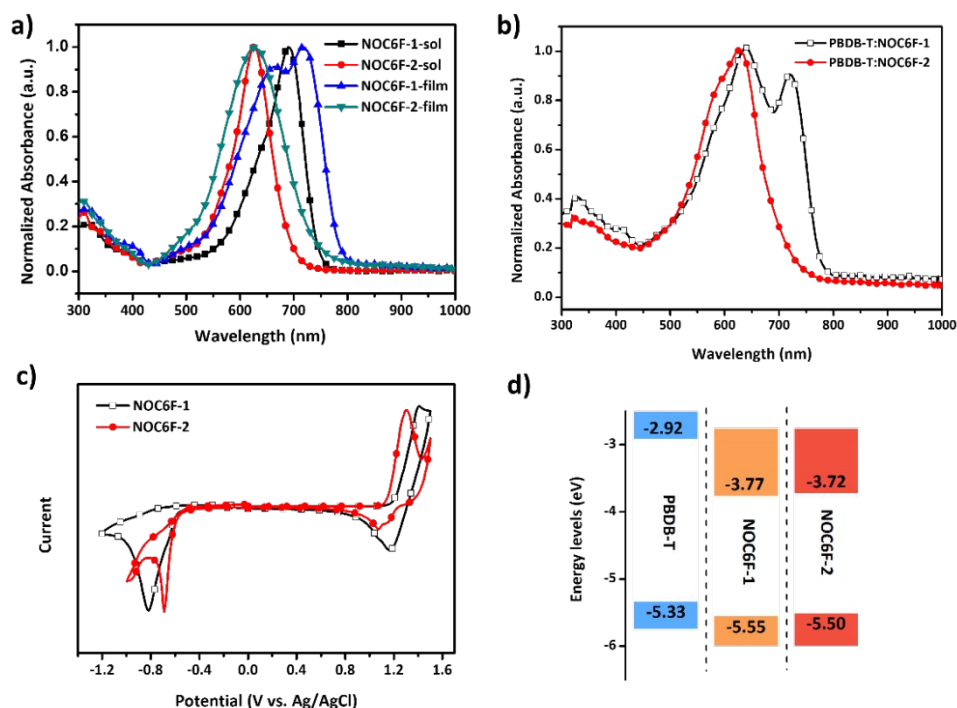 a)
NOC6F-1-sol
NOC6F-2-sol
NOC6F-1-film
NOC6F-2-film
Normalized Absorbance (a.u.)
1.0
0.8
0.6
0.4
0.2
0.0
300 400 500 600 700 800 900 1000
Wavelength (nm)
b)
PBDB-T:NOC6F-1
PBDB-T:NOC6F-2
Normalized Absorbance (a.u.)
1.0
0.8
0.6
0.4
0.2
0.0
300 400 500 600 700 800 900 1000
Wavelength (nm)
c)
NOC6F-1
NOC6F-2
Current
-1.2 -0.8 -0.4 0.0 0.4 0.8 1.2 1.6
Potential (V vs. Ag/AgCl)
d)
Energy levels (eV)
-3
-4
-5
-6
-2.92
PBDB-T
-5.33
-3.77
NOC6F-1
-5.55
-3.72
NOC6F-2
-5.50